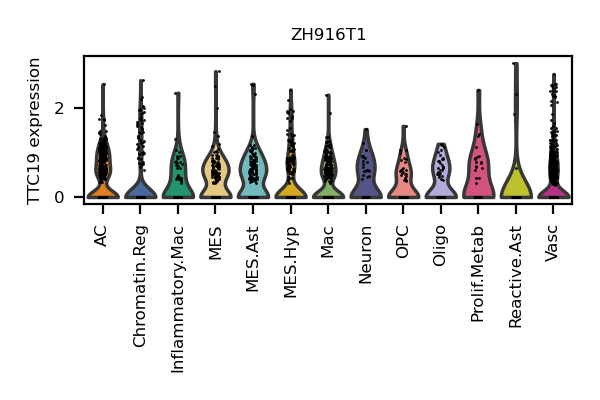 ZH916T1
TTC19 expression
2
0
AC
Chromatin.Reg
Inflammatory.Mac
MES
MES.Ast
MES.Hyp
Mac
Neuron
OPC
Oligo
Prolif.Metab
Reactive.Ast
Vasc